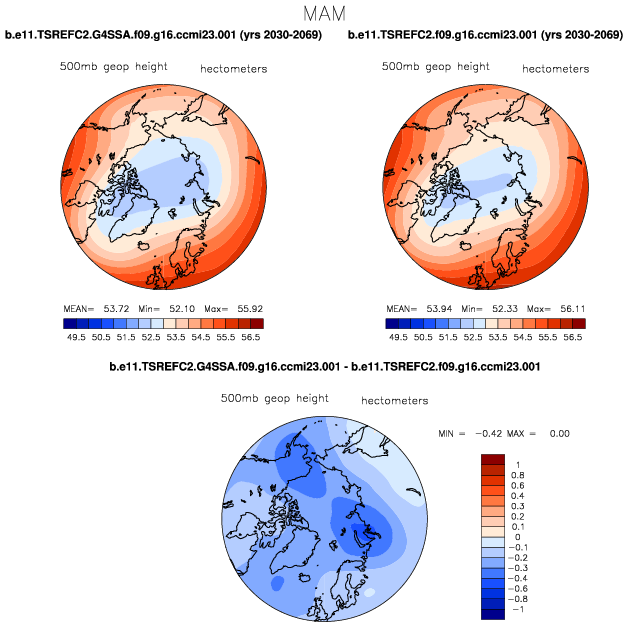 MAM
b.e11.TSREFC2.G4SSA.f09.g16.ccmi23.001 (yrs 2030-2069)
b.e11.TSREFC2.f09.g16.ccmi23.001 (yrs 2030-2069)
500mb geop height hectometers
500mb geop height hectometers
MEAN= 53.72 Min= 52.10 Max= 55.92
MEAN= 53.94 Min= 52.33 Max= 56.11
49.5 50.5 51.5 52.5 53.5 54.5 55.5 56.5
49.5 50.5 51.5 52.5 53.5 54.5 55.5 56.5
b.e11.TSREFC2.G4SSA.f09.g16.ccmi23.001 - b.e11.TSREFC2.f09.g16.ccmi23.001
500mb geop height hectometers
MIN = −0.42 MAX = 0.00
1
0.8
0.6
0.4
0.3
0.2
0.1
0
−0.1
−0.2
−0.3
−0.4
−0.6
−0.8
−1